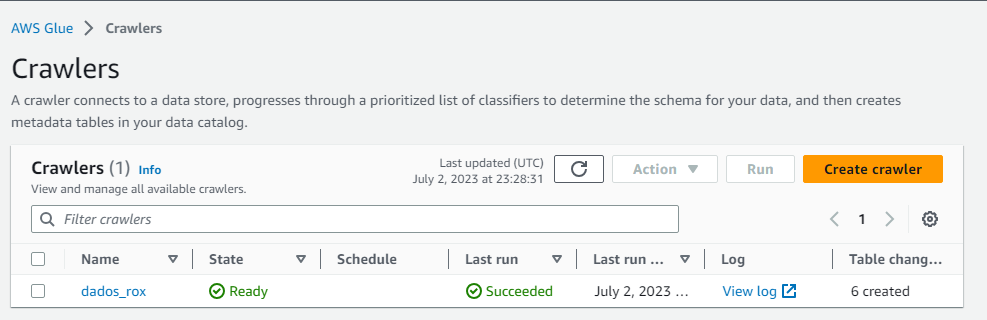 AWS Glue > Crawlers
Crawlers
A crawler connects to a data store, progresses through a prioritized list of classifiers to determine the schema for your data, and then creates
metadata tables in your data catalog.
Crawlers (1) Info
View and manage all available crawlers.
Last updated (UTC)
July 2, 2023 at 23:28:31
Action
Run
Create crawler
Filter crawlers
1
Name State Schedule Last run Last run ... Log Table chang...
dados_rox Ready Succeeded July 2, 2023 ... View log 6 created